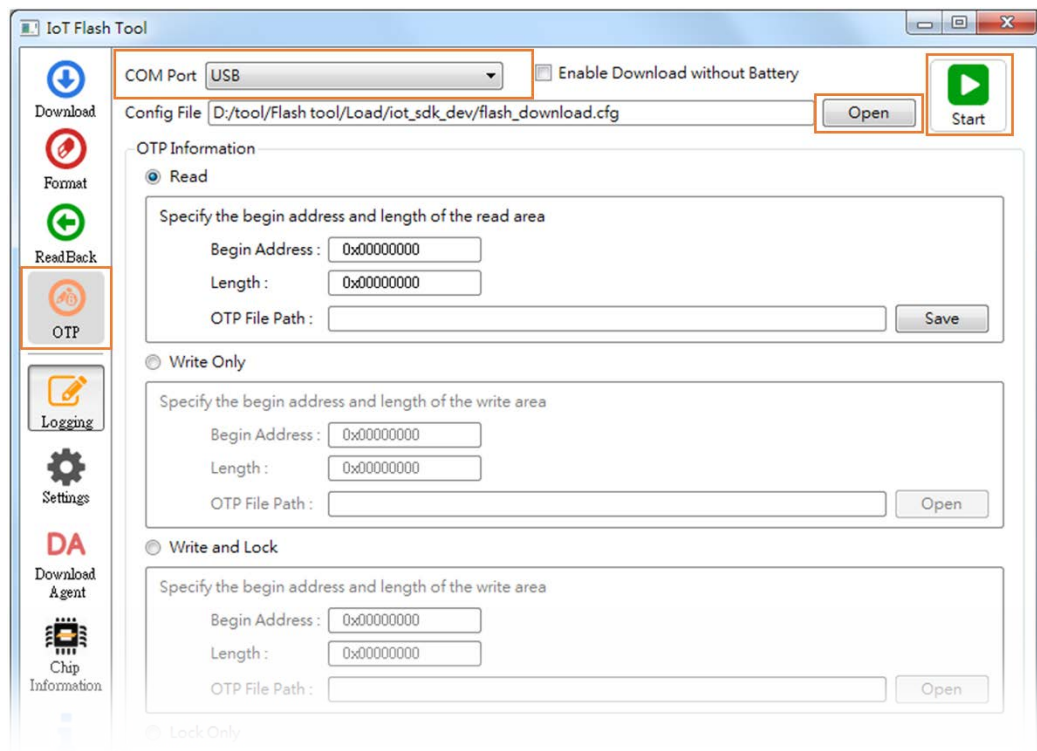 IoT Flash Tool
Download
Format
ReadBack
OTP
Logging
Settings
DA
Download
Agent
Chip
Information
COM Port USB Enable Download without Battery
Config File D:/tool/Flash tool/Load/iot_sdk_dev/flash_download.cfg Open Start
OTP Information
Read
Specify the begin address and length of the read area
Begin Address : 0x00000000
Length : 0x00000000
OTP File Path : Save
Write Only
Specify the begin address and length of the write area
Begin Address : 0x00000000
Length : 0x00000000
OTP File Path : Open
Write and Lock
Specify the begin address and length of the write area
Begin Address : 0x00000000
Length : 0x00000000
OTP File Path : Open
Lock Only